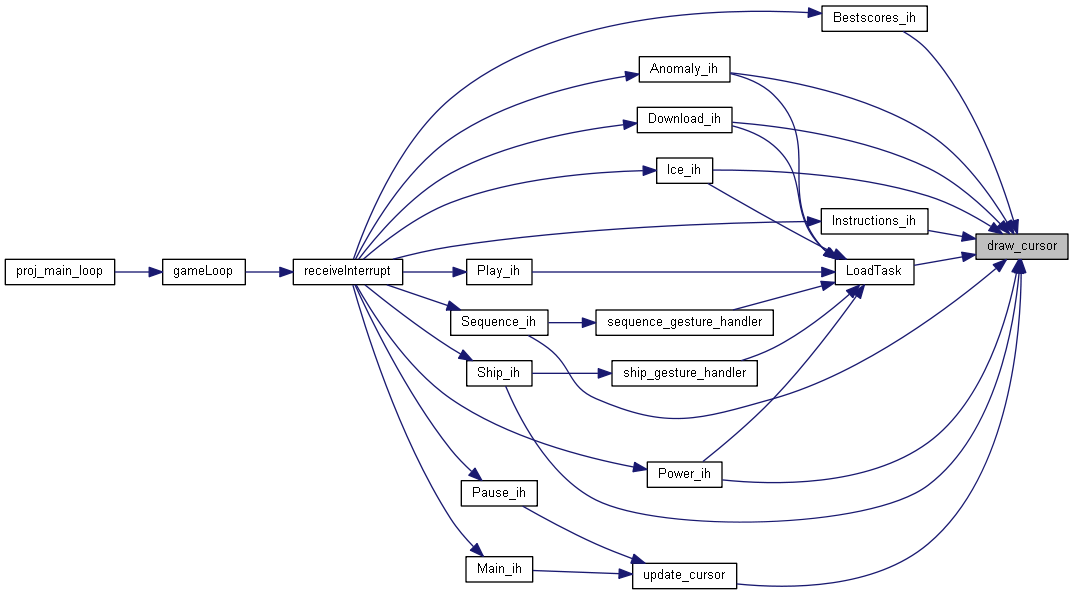 Bestscores_ih
Anomaly_ih
Download_ih
Ice_ih
Instructions_ih
draw_cursor
proj_main_loop
gameLoop
receiveInterrupt
Play_ih
LoadTask
Sequence_ih
sequence_gesture_handler
Ship_ih
ship_gesture_handler
Power_ih
Pause_ih
Main_ih
update_cursor